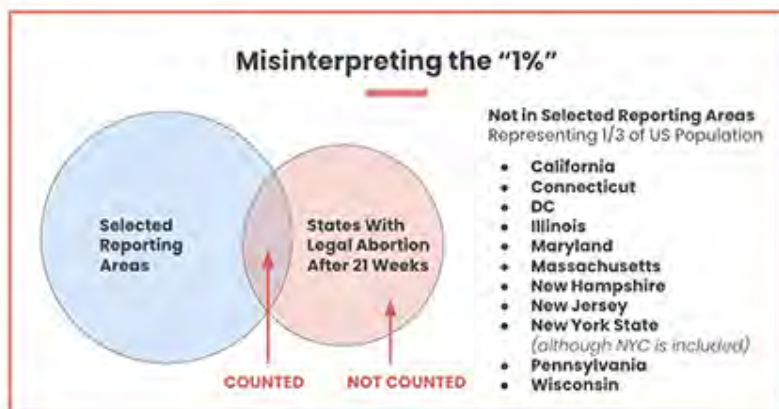 Misinterpreting the “1%”
Selected
Reporting
Areas
States With
Legal Abortion
After 21 Weeks
COUNTED
NOT COUNTED
Not in Selected Reporting Areas
Representing 1/3 of US Population
• California
• Connecticut
• DC
• Illinois
• Maryland
• Massachusetts
• New Hampshire
• New Jersey
• New York State
(although NYC is included)
• Pennsylvania
• Wisconsin